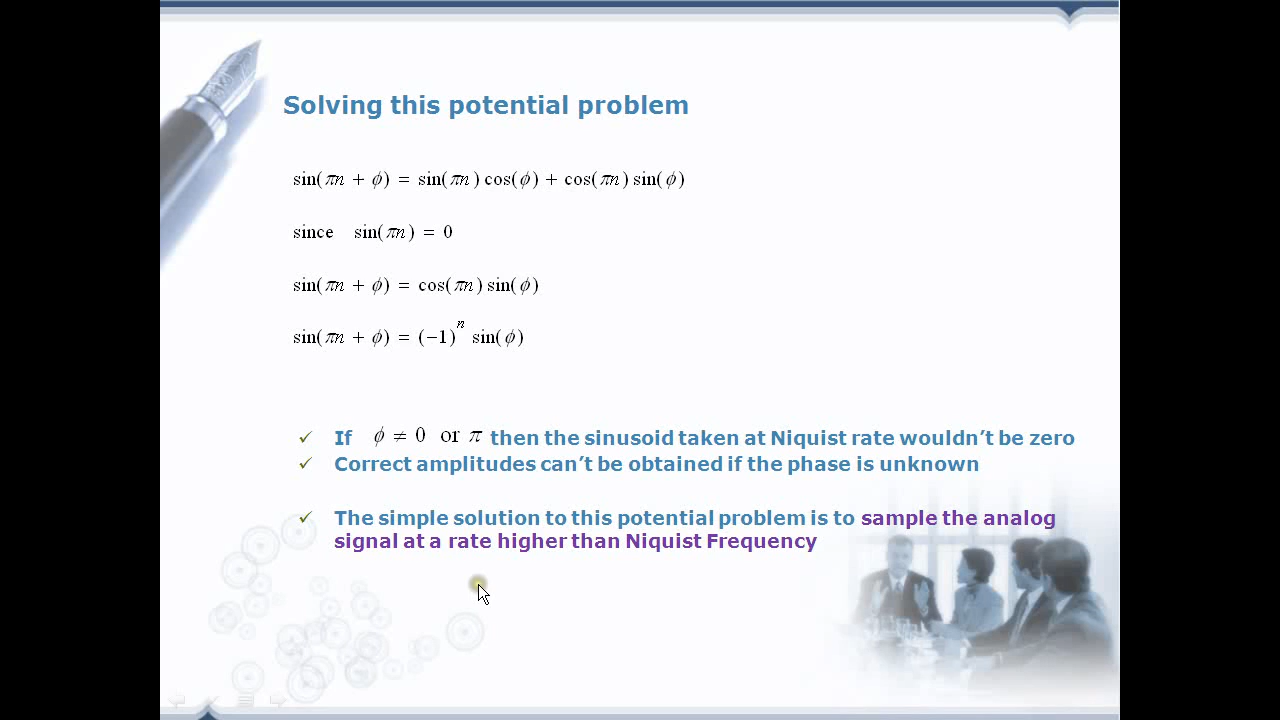 Solving this potential problem
sin(πn + ϕ) = sin(πn) cos(ϕ) + cos(πn) sin(ϕ)
since sin(πn) = 0
sin(πn + ϕ) = cos(πn) sin(ϕ)
sin(πn + ϕ) = (−1)^n sin(ϕ)
✓ If ϕ ≠ 0 or π then the sinusoid taken at Niquist rate wouldn't be zero
✓ Correct amplitudes can't be obtained if the phase is unknown
✓ The simple solution to this potential problem is to sample the analog
signal at a rate higher than Niquist Frequency